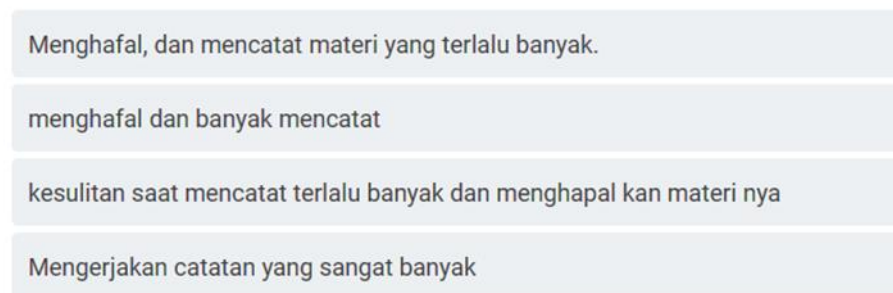 Menghafal, dan mencatat materi yang terlalu banyak.
menghafal dan banyak mencatat
kesulitan saat mencatat terlalu banyak dan menghapal kan materi nya
Mengerjakan catatan yang sangat banyak